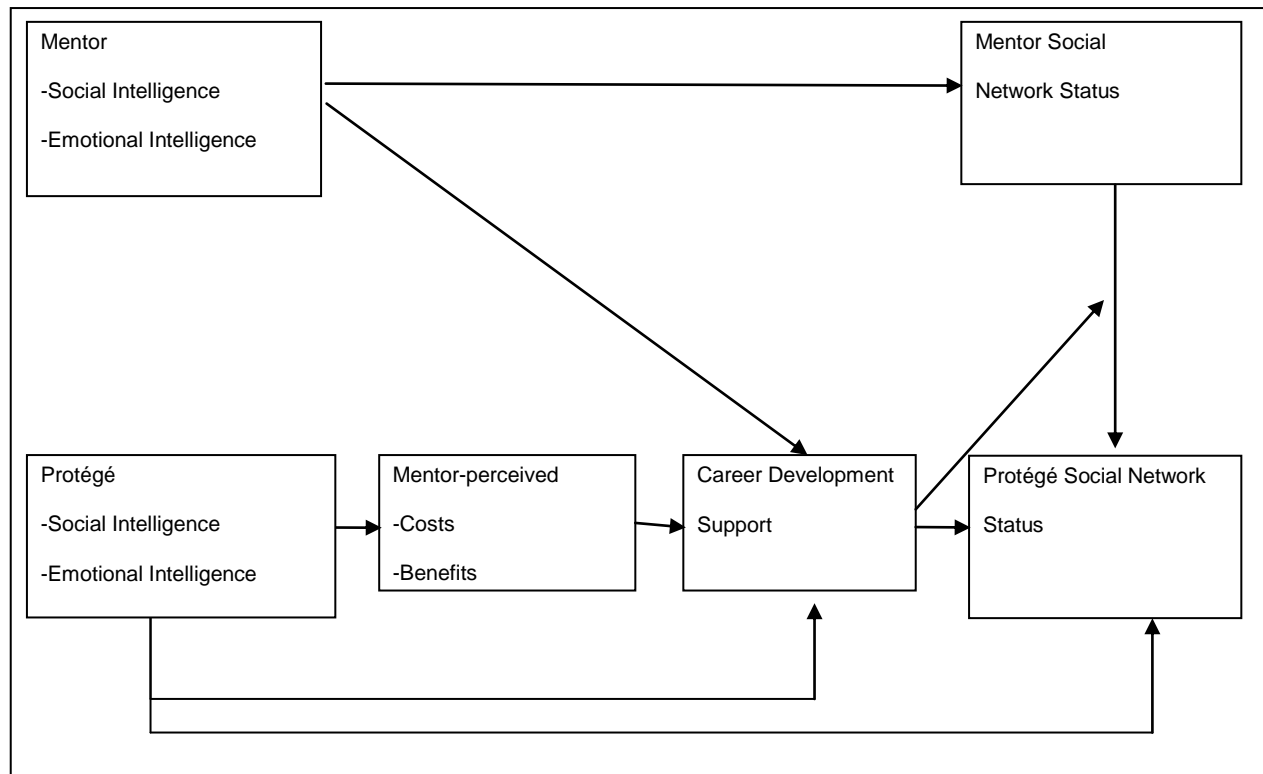 Mentor
-Social Intelligence
-Emotional Intelligence
Mentor Social
Network Status
Protégé
-Social Intelligence
-Emotional Intelligence
Mentor-perceived
-Costs
-Benefits
Career Development
Support
Protégé Social Network
Status